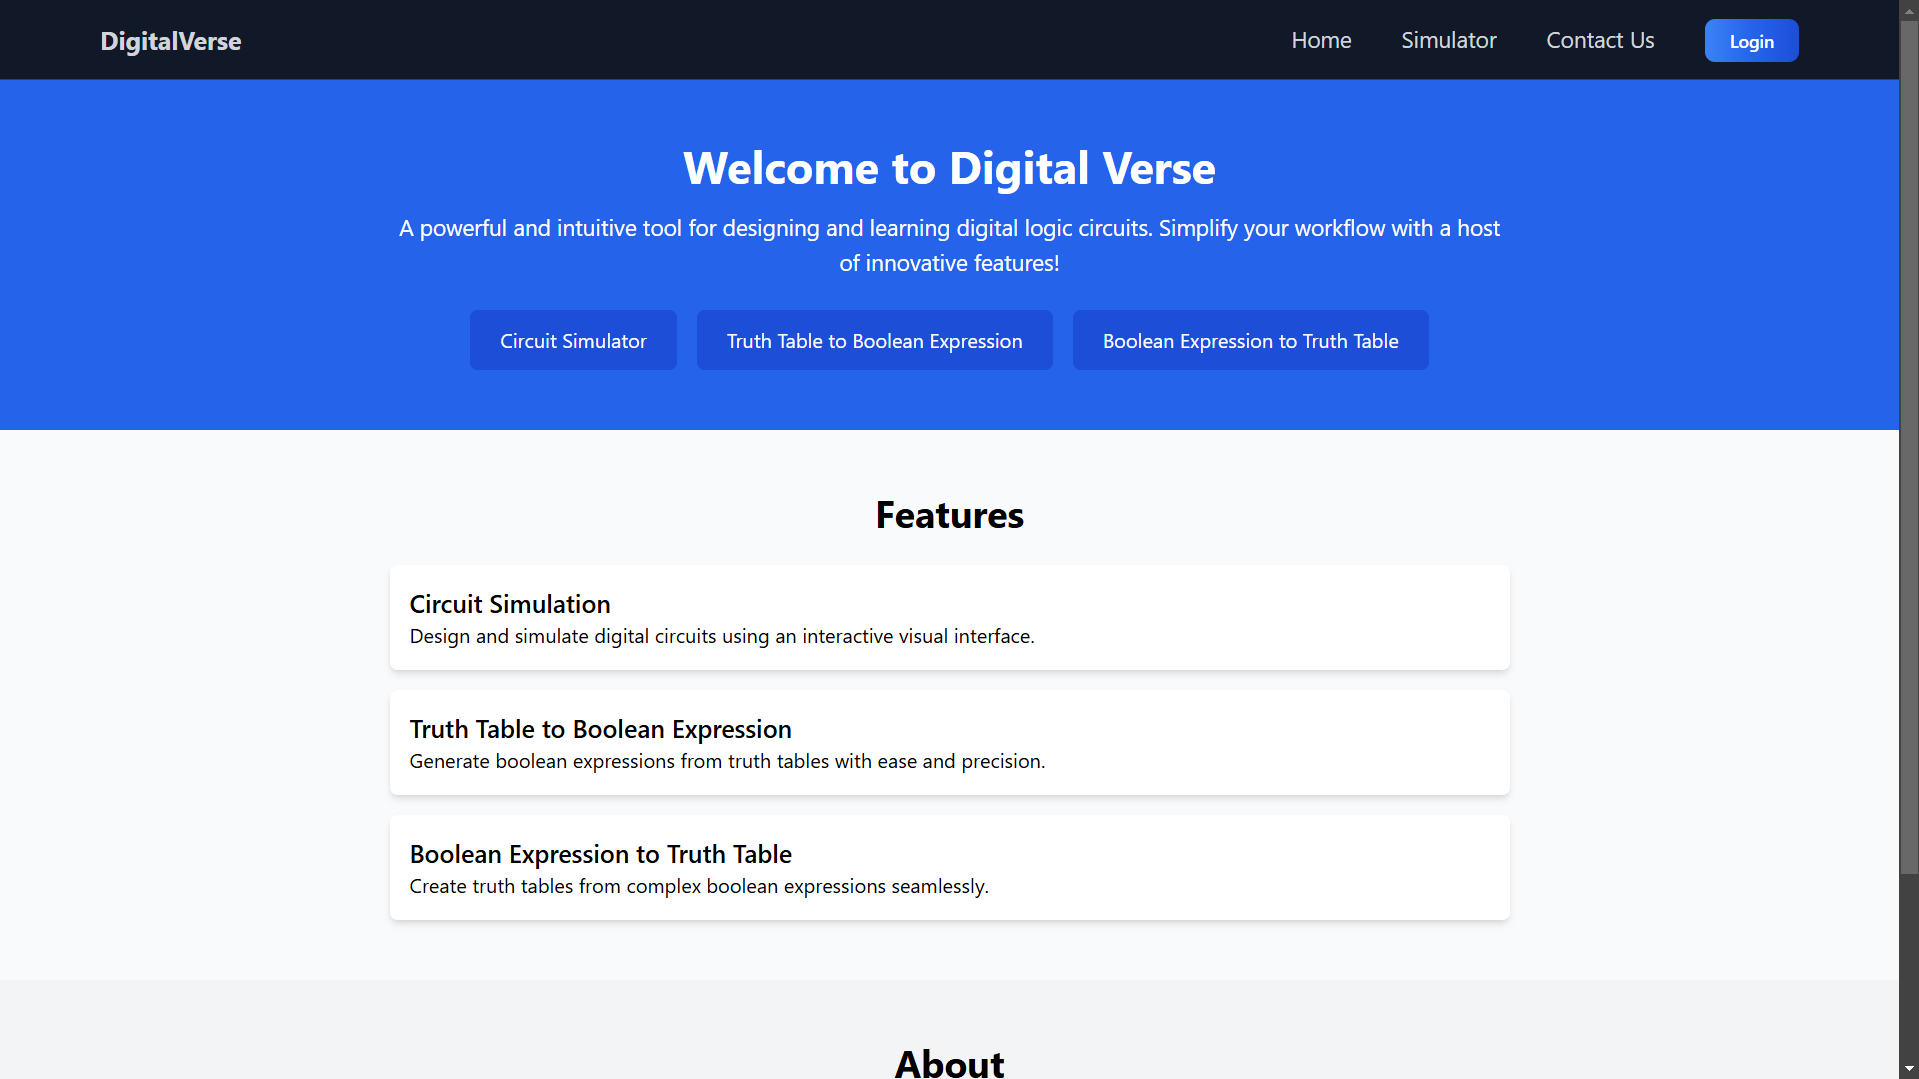 DigitalVerse
Home
Simulator
Contact Us
Login
Welcome to Digital Verse
A powerful and intuitive tool for designing and learning digital logic circuits. Simplify your workflow with a host
of innovative features!
Circuit Simulator
Truth Table to Boolean Expression
Boolean Expression to Truth Table
Features
Circuit Simulation
Design and simulate digital circuits using an interactive visual interface.
Truth Table to Boolean Expression
Generate boolean expressions from truth tables with ease and precision.
Boolean Expression to Truth Table
Create truth tables from complex boolean expressions seamlessly.
About